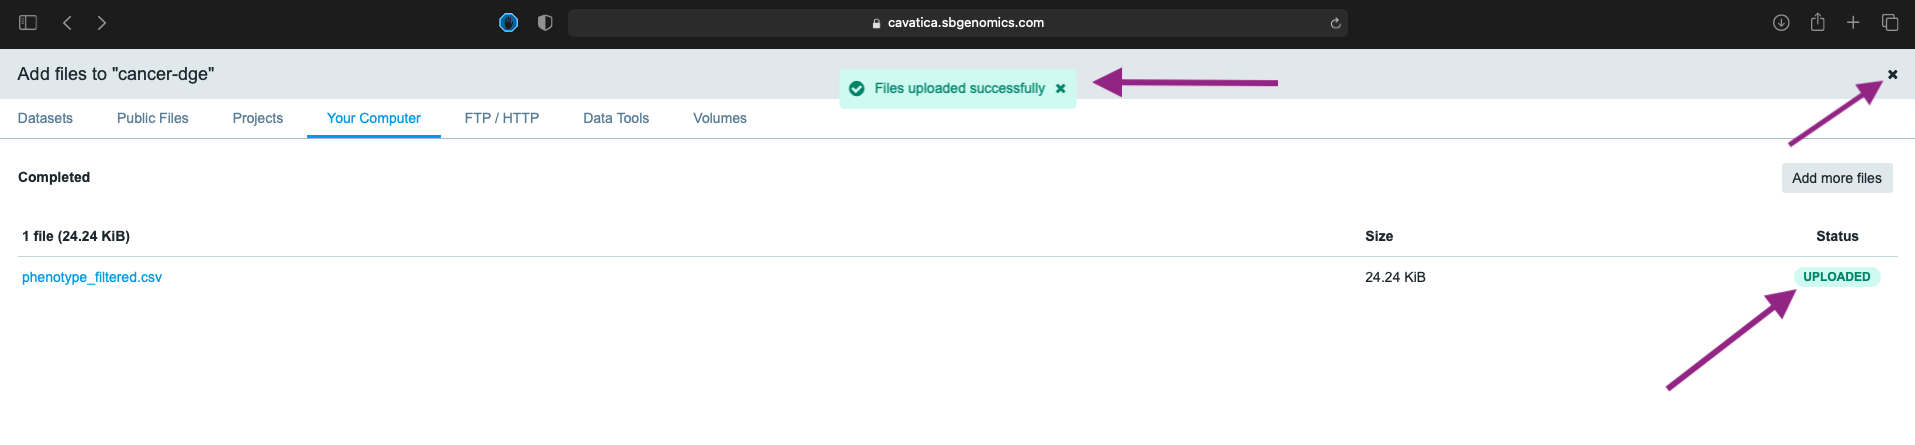 cavatica.sbgenomics.com
Add files to "cancer-dge"
Files uploaded successfully
Datasets Public Files Projects Your Computer FTP / HTTP Data Tools Volumes
Completed
Add more files
1 file (24.24 KiB) Size Status
phenotype_filtered.csv 24.24 KiB UPLOADED